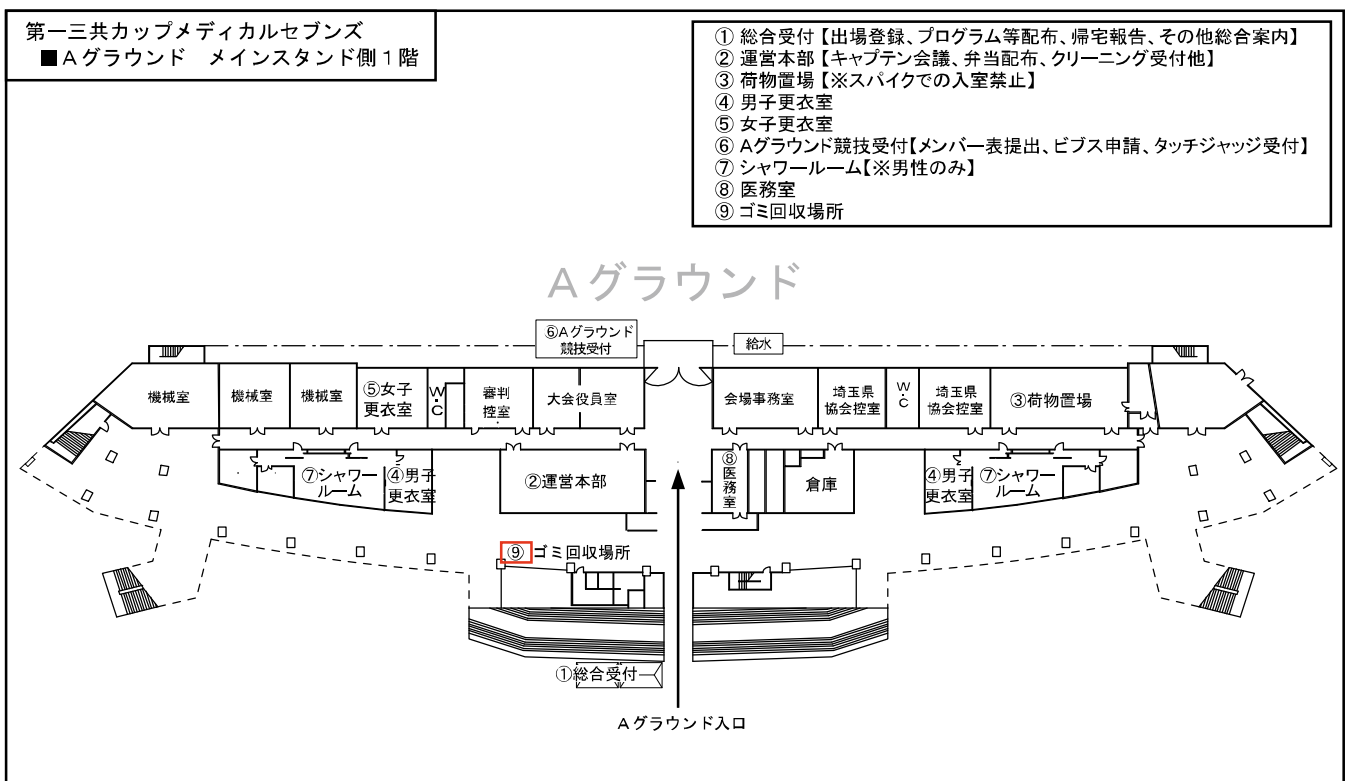 第一三共カップメディカルセブンズ
■Aグラウンド　メインスタンド側1階
① 総合受付【出場登録、プログラム等配布、帰宅報告、その他総合案内】
② 運営本部【キャプテン会議、弁当配布、クリーニング受付他】
③ 荷物置場【※スパイクでの入室禁止】
④ 男子更衣室
⑤ 女子更衣室
⑥ Aグラウンド競技受付【メンバー表提出、ビブス申請、タッチジャッジ受付】
⑦ シャワールーム【※男性のみ】
⑧ 医務室
⑨ ゴミ回収場所
Aグラウンド
⑥Aグラウンド
競技受付
給水
機械室
機械室
機械室
⑤女子
更衣室
W・C
審判
控室
大会役員室
会場事務室
埼玉県
協会控室
W・C
埼玉県
協会控室
③荷物置場
⑦シャワー
ルーム
④男子
更衣室
②運営本部
⑧医務室
倉庫
④男子
更衣室
⑦シャワー
ルーム
⑨ ゴミ回収場所
①総合受付
Aグラウンド入口